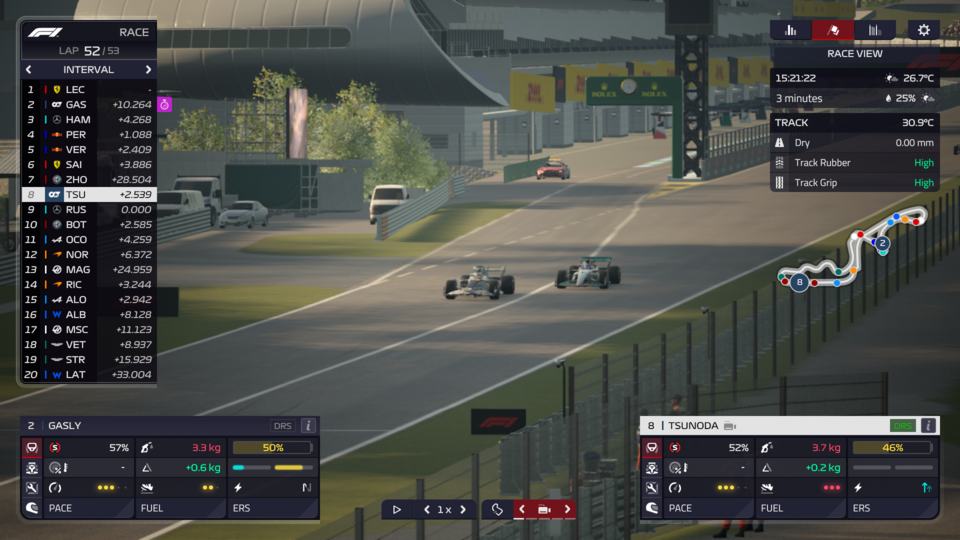 F1 RACE
LAP 52 / 53
INTERVAL
1 LEC -
2 GAS +10.264
3 HAM +4.268
4 PER +1.088
5 VER +2.409
6 SAI +3.886
7 ZHO +28.504
8 TSU +2.539
9 RUS 0.000
10 BOT +2.585
11 OCO +4.259
12 NOR +6.372
13 MAG +24.959
14 RIC +3.244
15 ALO +2.942
16 ALB +8.128
17 MSC +11.123
18 VET +8.937
19 STR +15.929
20 LAT +33.004
RACE VIEW
15:21:22 26.7°C
3 minutes 25%
TRACK 30.9°C
Dry 0.00 mm
Track Rubber High
Track Grip High
2
8
ROLEX ROLEX
DHL
F1
2 GASLY DRS i
S 57% 3.3 kg 50%
- +0.6 kg
N
PACE FUEL ERS
1x
8 TSUNODA DRS i
S 52% 3.7 kg 46%
- +0.2 kg
PACE FUEL ERS